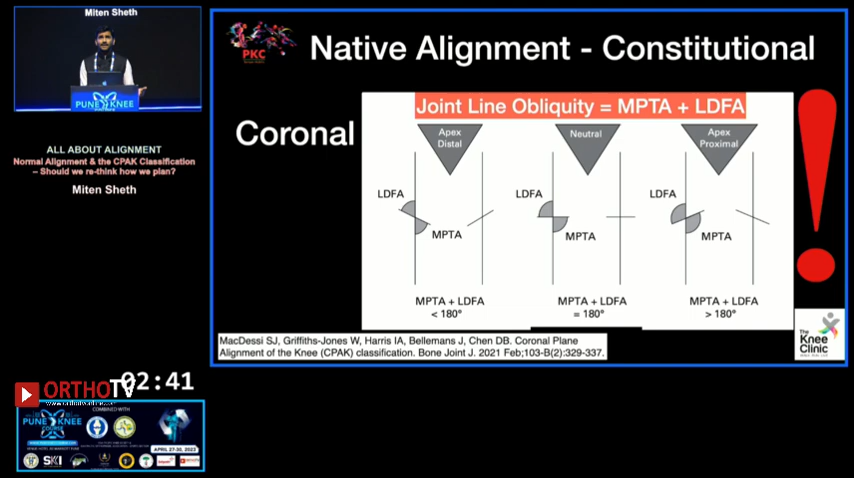 Miten Sheth
PUNE KNEE
COURSE
ALL ABOUT ALIGNMENT
Normal Alignment & the CPAK Classification
– Should we re-think how we plan?
Miten Sheth
PKC
Native Alignment - Constitutional
Coronal
Joint Line Obliquity = MPTA + LDFA
Apex
Distal
Neutral
Apex
Proximal
LDFA
MPTA
LDFA
MPTA
LDFA
MPTA
MPTA + LDFA
< 180°
MPTA + LDFA
= 180°
MPTA + LDFA
> 180°
MacDessi SJ, Griffiths-Jones W, Harris IA, Bellemans J, Chen DB. Coronal Plane
Alignment of the Knee (CPAK) classification. Bone Joint J. 2021 Feb;103-B(2):329-337.
The
Knee
Clinic
02:41
ORTHOTV
PUNE KNEE
COURSE
COMBINED WITH
APRIL 27-30, 2023
SKI